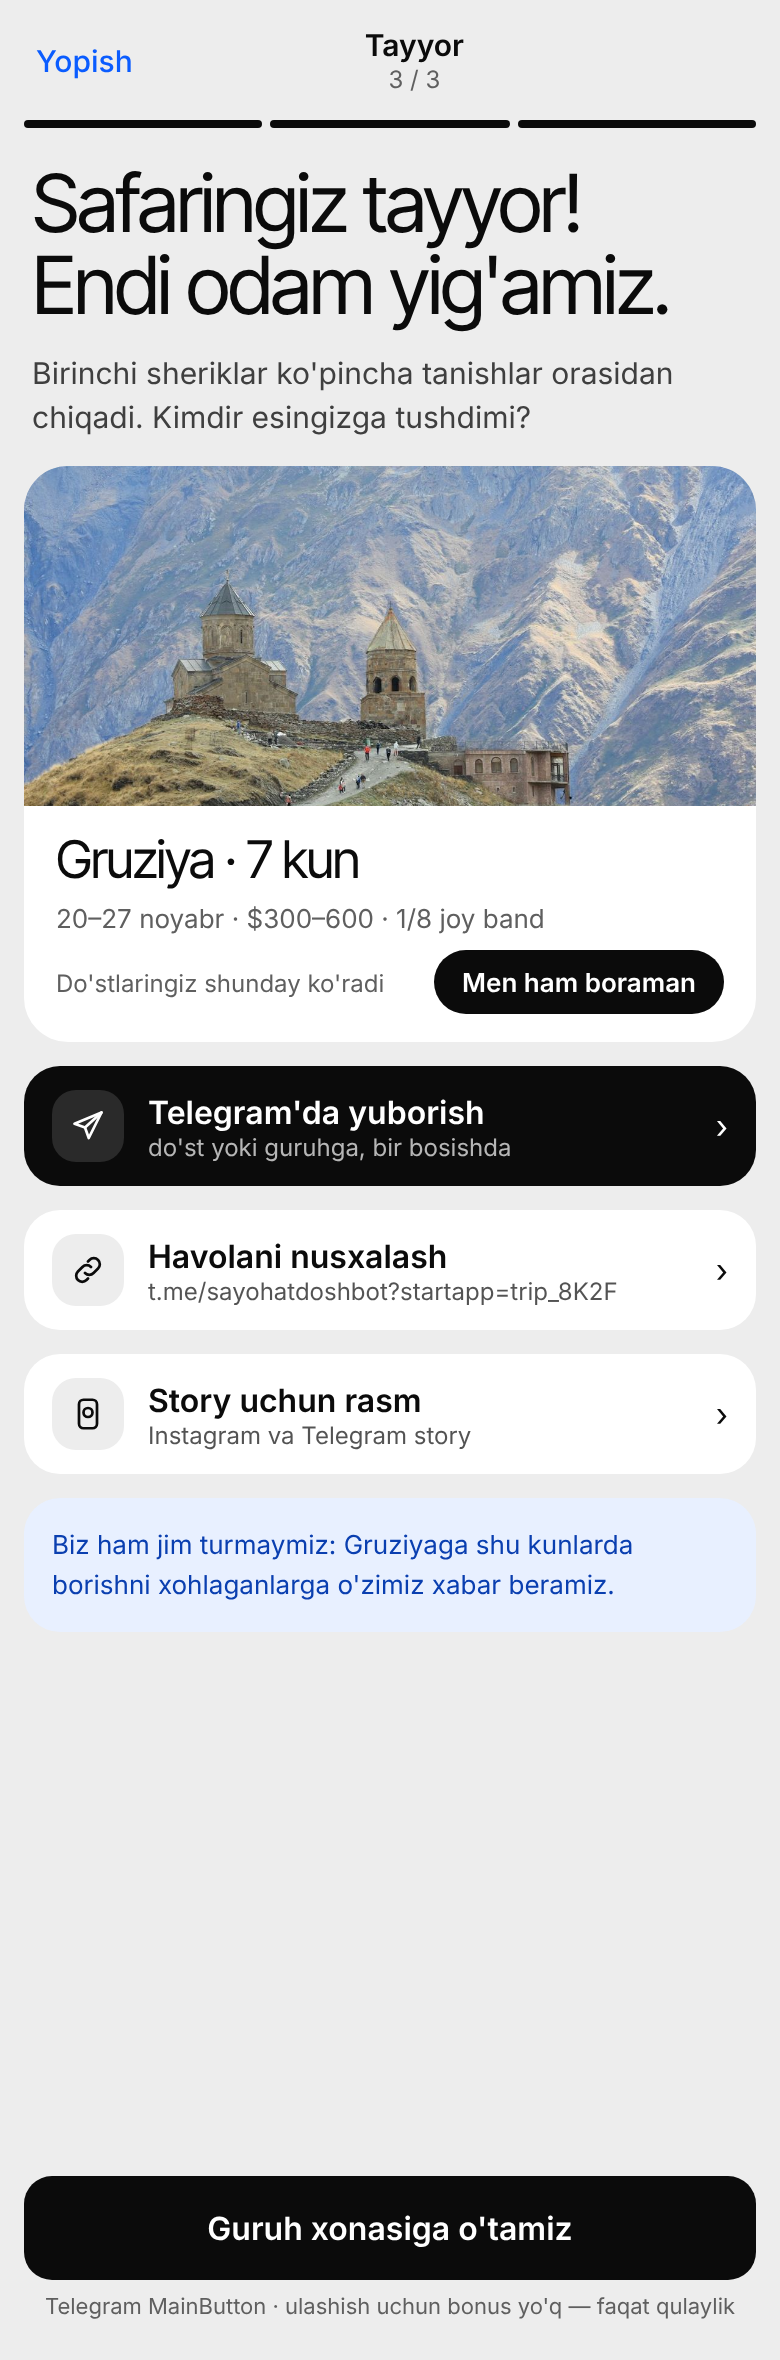 Yopish
Tayyor
3 / 3
Safaringiz tayyor!
Endi odam yig'amiz.
Birinchi sheriklar ko'pincha tanishlar orasidan
chiqadi. Kimdir esingizga tushdimi?
Gruziya · 7 kun
20–27 noyabr · $300–600 · 1/8 joy band
Do'stlaringiz shunday ko'radi
Men ham boraman
Telegram'da yuborish
do'st yoki guruhga, bir bosishda
Havolani nusxalash
t.me/sayohatdoshbot?startapp=trip_8K2F
Story uchun rasm
Instagram va Telegram story
Biz ham jim turmaymiz: Gruziyaga shu kunlarda
borishni xohlaganlarga o'zimiz xabar beramiz.
Guruh xonasiga o'tamiz
Telegram MainButton · ulashish uchun bonus yo'q — faqat qulaylik